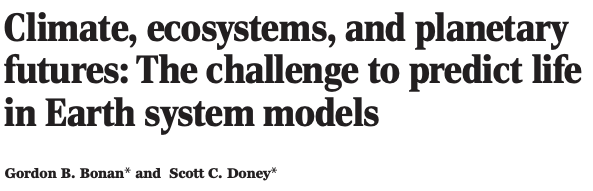 Climate, ecosystems, and planetary
futures: The challenge to predict life
in Earth system models
Gordon B. Bonan* and Scott C. Doney*